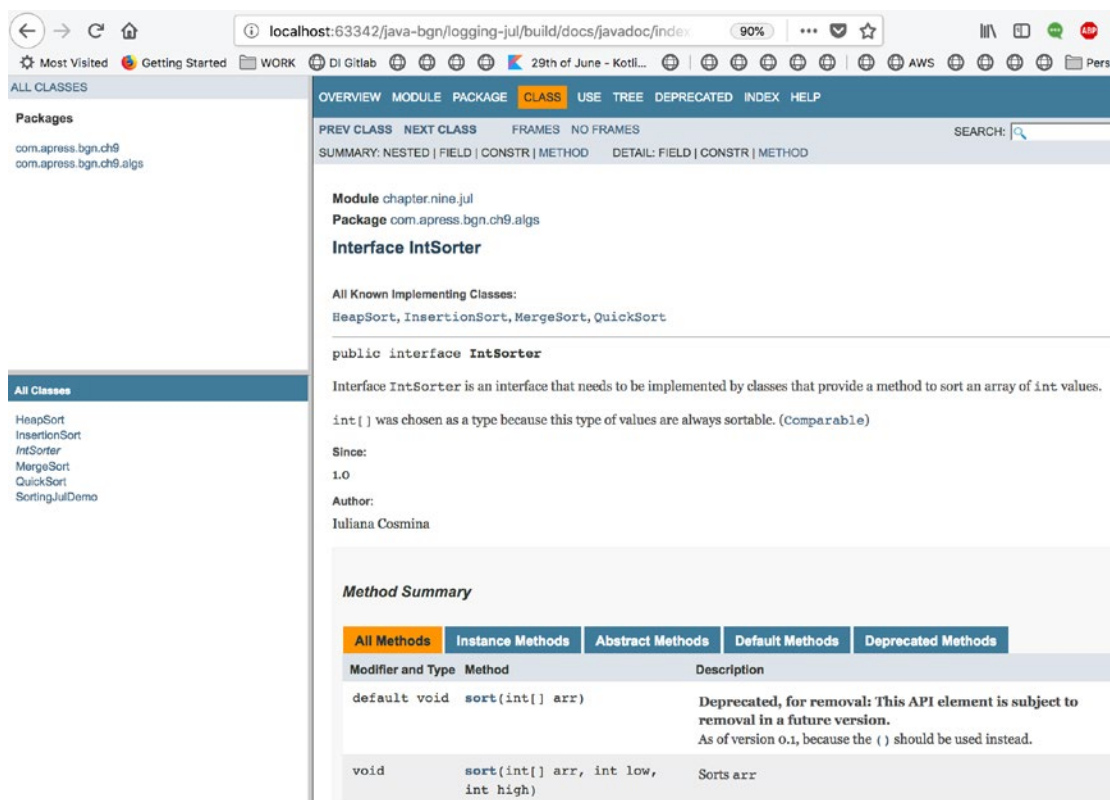 localhost:63342/java-bgn/logging-jul/build/docs/javadoc/index
90%
Most Visited Getting Started WORK DI Gitlab 29th of June - Kotli... AWS Pers
ALL CLASSES
Packages
com.apress.bgn.ch9
com.apress.bgn.ch9.algs
All Classes
HeapSort
InsertionSort
IntSorter
MergeSort
QuickSort
SortingJulDemo
OVERVIEW MODULE PACKAGE CLASS USE TREE DEPRECATED INDEX HELP
PREV CLASS NEXT CLASS FRAMES NO FRAMES SEARCH:
SUMMARY: NESTED | FIELD | CONSTR | METHOD DETAIL: FIELD | CONSTR | METHOD
Module chapter.nine.jul
Package com.apress.bgn.ch9.algs
Interface IntSorter
All Known Implementing Classes:
HeapSort, InsertionSort, MergeSort, QuickSort
public interface IntSorter
Interface IntSorter is an interface that needs to be implemented by classes that provide a method to sort an array of int values.
int[] was chosen as a type because this type of values are always sortable. (Comparable)
Since:
1.0
Author:
Iuliana Cosmina
Method Summary
All Methods Instance Methods Abstract Methods Default Methods Deprecated Methods
Modifier and Type Method Description
default void sort(int[] arr) Deprecated, for removal: This API element is subject to
removal in a future version.
As of version 0.1, because the () should be used instead.
void sort(int[] arr, int low, Sorts arr
int high)
ABP